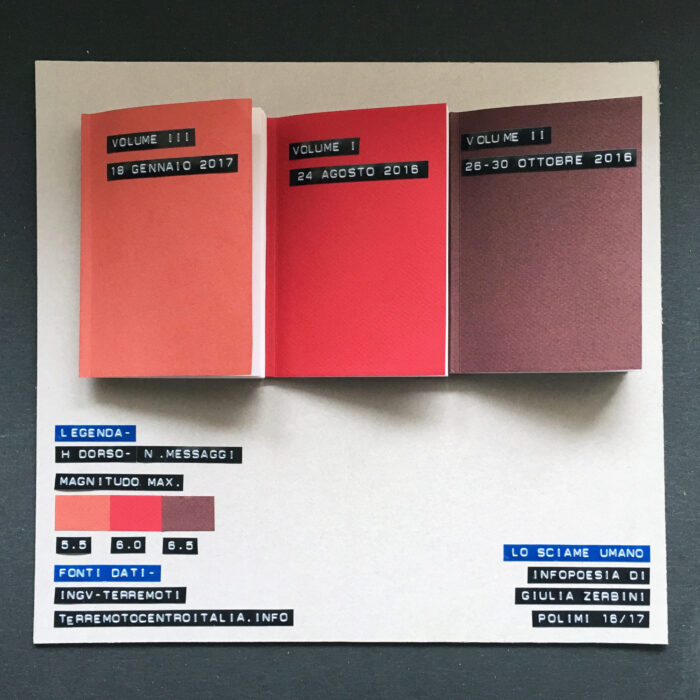 VOLUME III
18 GENNAIO 2017
VOLUME I
24 AGOSTO 2016
VOLUME II
26-30 OTTOBRE 2016
LEGENDA-
H DORSO- N.MESSAGGI
MAGNITUDO MAX.
5.5 6.0 6.5
FONTI DATI-
INGV-TERREMOTI
TERREMOTOCENTROITALIA.INFO
LO SCIAME UMANO
INFOPOESIA DI
GIULIA ZERBINI
POLIMI 16/17